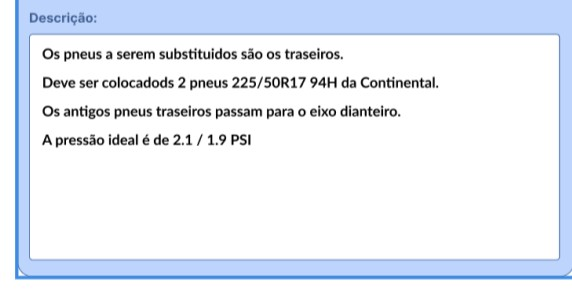 Descrição:
Os pneus a serem substituidos são os traseiros.
Deve ser colocadods 2 pneus 225/50R17 94H da Continental.
Os antigos pneus traseiros passam para o eixo dianteiro.
A pressão ideal é de 2.1 / 1.9 PSI